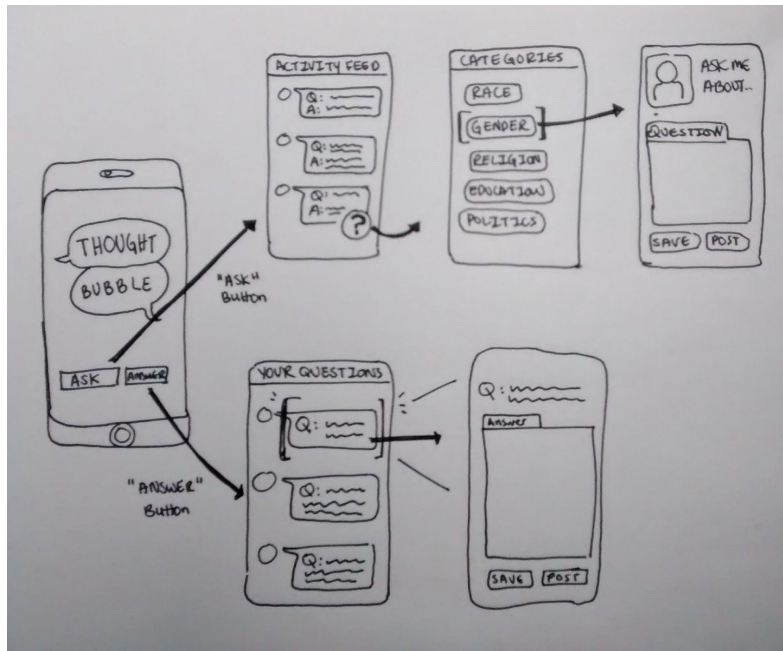 THOUGHT
BUBBLE
ASK
ANSWER
"ASK"
Button
"ANSWER"
Button
ACTIVITY FEED
Q:
A:
Q:
A:
Q:
A:
?
CATEGORIES
RACE
GENDER
RELIGION
EDUCATION
POLITICS
ASK ME
ABOUT...
QUESTION
SAVE POST
YOUR QUESTIONS
Q:
Q:
Q:
Q:
Answer
SAVE POST